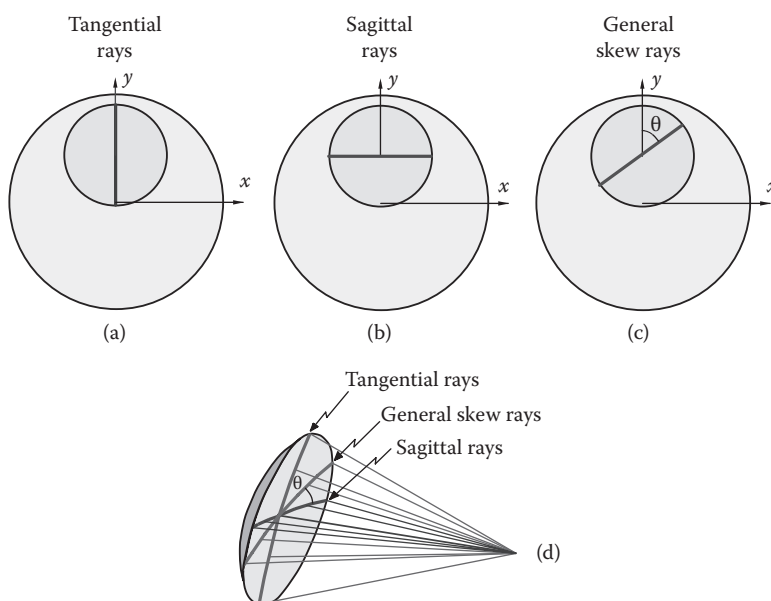 Tangential
rays
Sagittal
rays
General
skew rays
y
y
y
θ
x
x
x
(a)
(b)
(c)
Tangential rays
General skew rays
Sagittal rays
θ
(d)